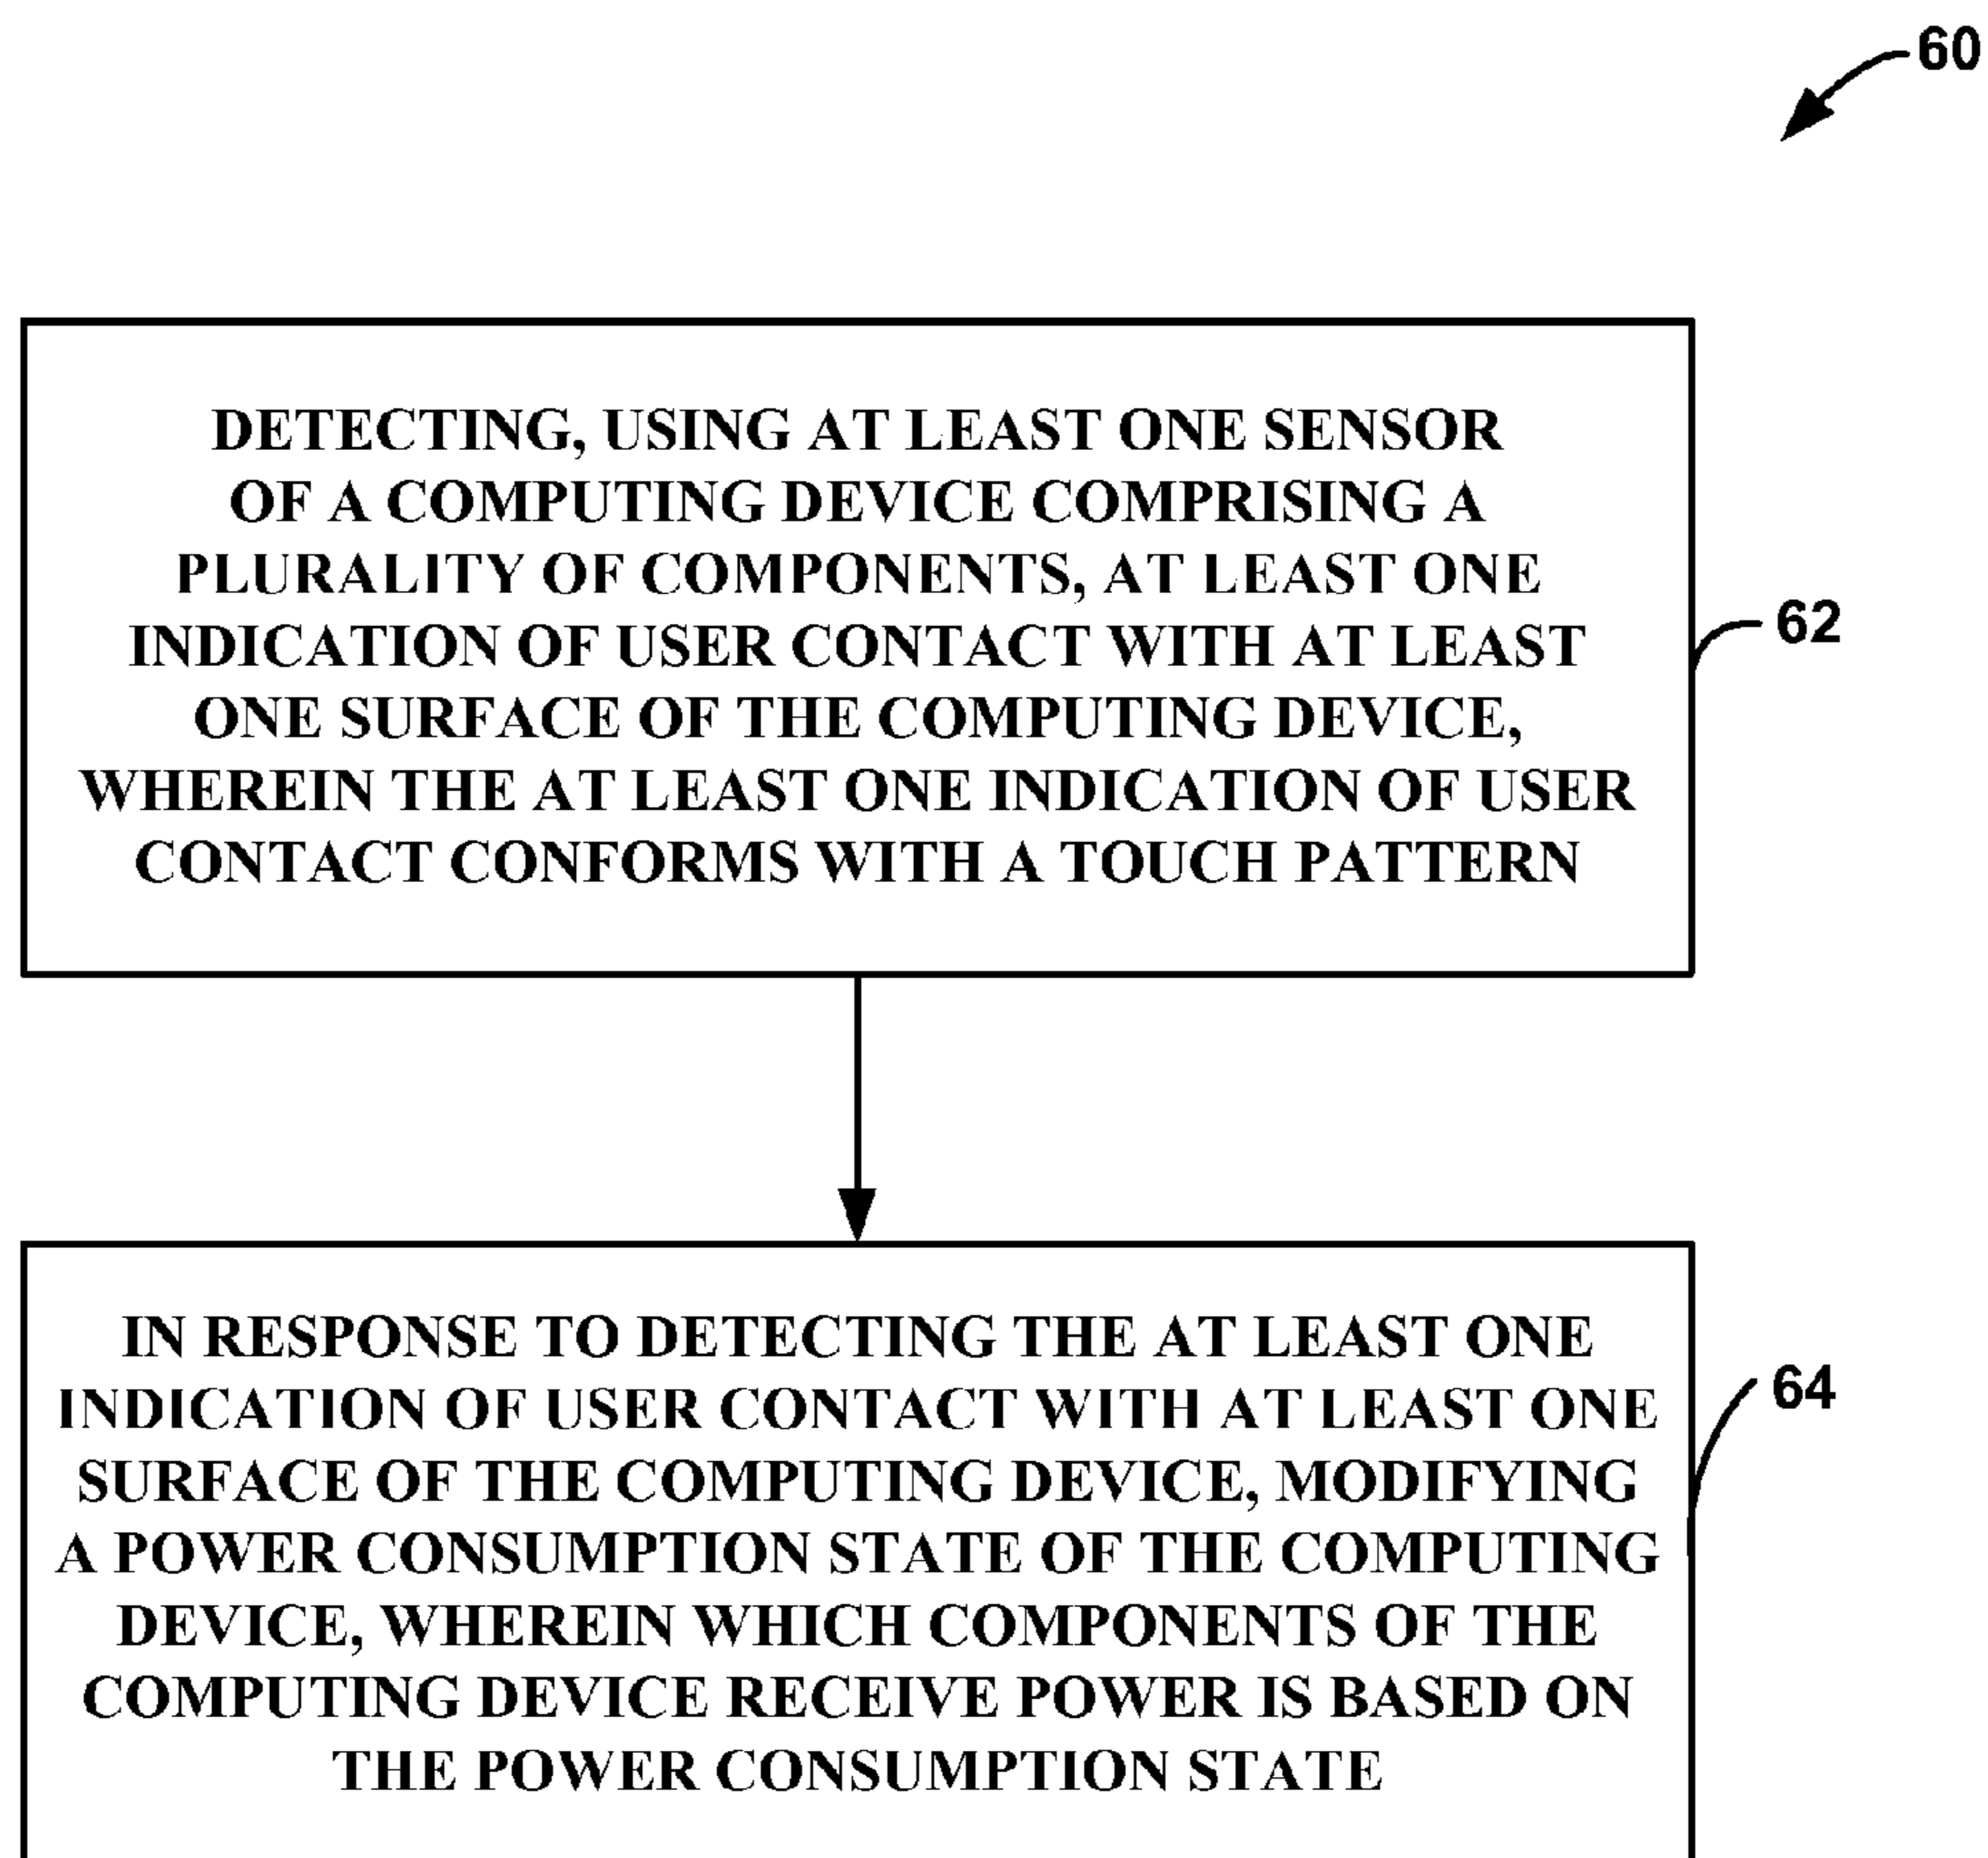 60
DETECTING, USING AT LEAST ONE SENSOR
OF A COMPUTING DEVICE COMPRISING A
PLURALITY OF COMPONENTS, AT LEAST ONE
INDICATION OF USER CONTACT WITH AT LEAST
ONE SURFACE OF THE COMPUTING DEVICE,
WHEREIN THE AT LEAST ONE INDICATION OF USER
CONTACT CONFORMS WITH A TOUCH PATTERN
62
IN RESPONSE TO DETECTING THE AT LEAST ONE
INDICATION OF USER CONTACT WITH AT LEAST ONE
SURFACE OF THE COMPUTING DEVICE, MODIFYING
A POWER CONSUMPTION STATE OF THE COMPUTING
DEVICE, WHEREIN WHICH COMPONENTS OF THE
COMPUTING DEVICE RECEIVE POWER IS BASED ON
THE POWER CONSUMPTION STATE
64